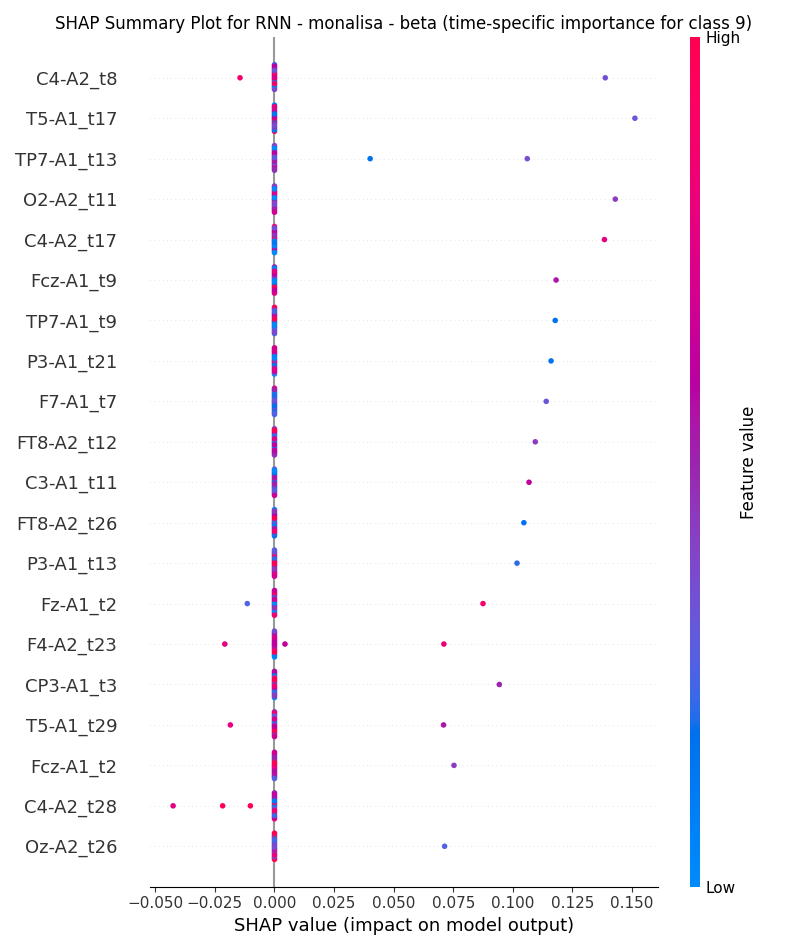 SHAP Summary Plot for RNN - monalisa - beta (time-specific importance for class 9)
High
C4-A2_t8
T5-A1_t17
TP7-A1_t13
O2-A2_t11
C4-A2_t17
Fcz-A1_t9
TP7-A1_t9
P3-A1_t21
F7-A1_t7
FT8-A2_t12
C3-A1_t11
FT8-A2_t26
P3-A1_t13
Fz-A1_t2
F4-A2_t23
CP3-A1_t3
T5-A1_t29
Fcz-A1_t2
C4-A2_t28
Oz-A2_t26
Feature value
Low
−0.050 −0.025 0.000 0.025 0.050 0.075 0.100 0.125 0.150
SHAP value (impact on model output)